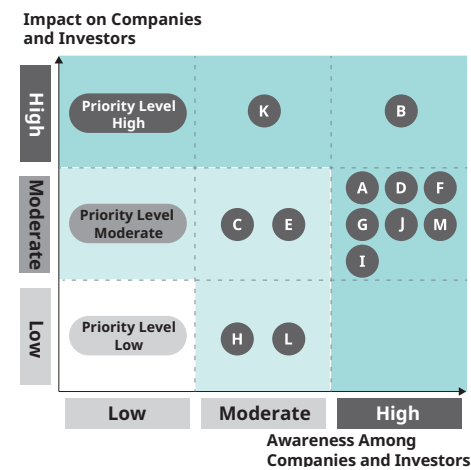 Impact on Companies
and Investors
High
Priority Level
High
K
B
Moderate
Priority Level
Moderate
C
E
A
D
F
G
J
M
I
Low
Priority Level
Low
H
L
Low
Moderate
High
Awareness Among
Companies and Investors